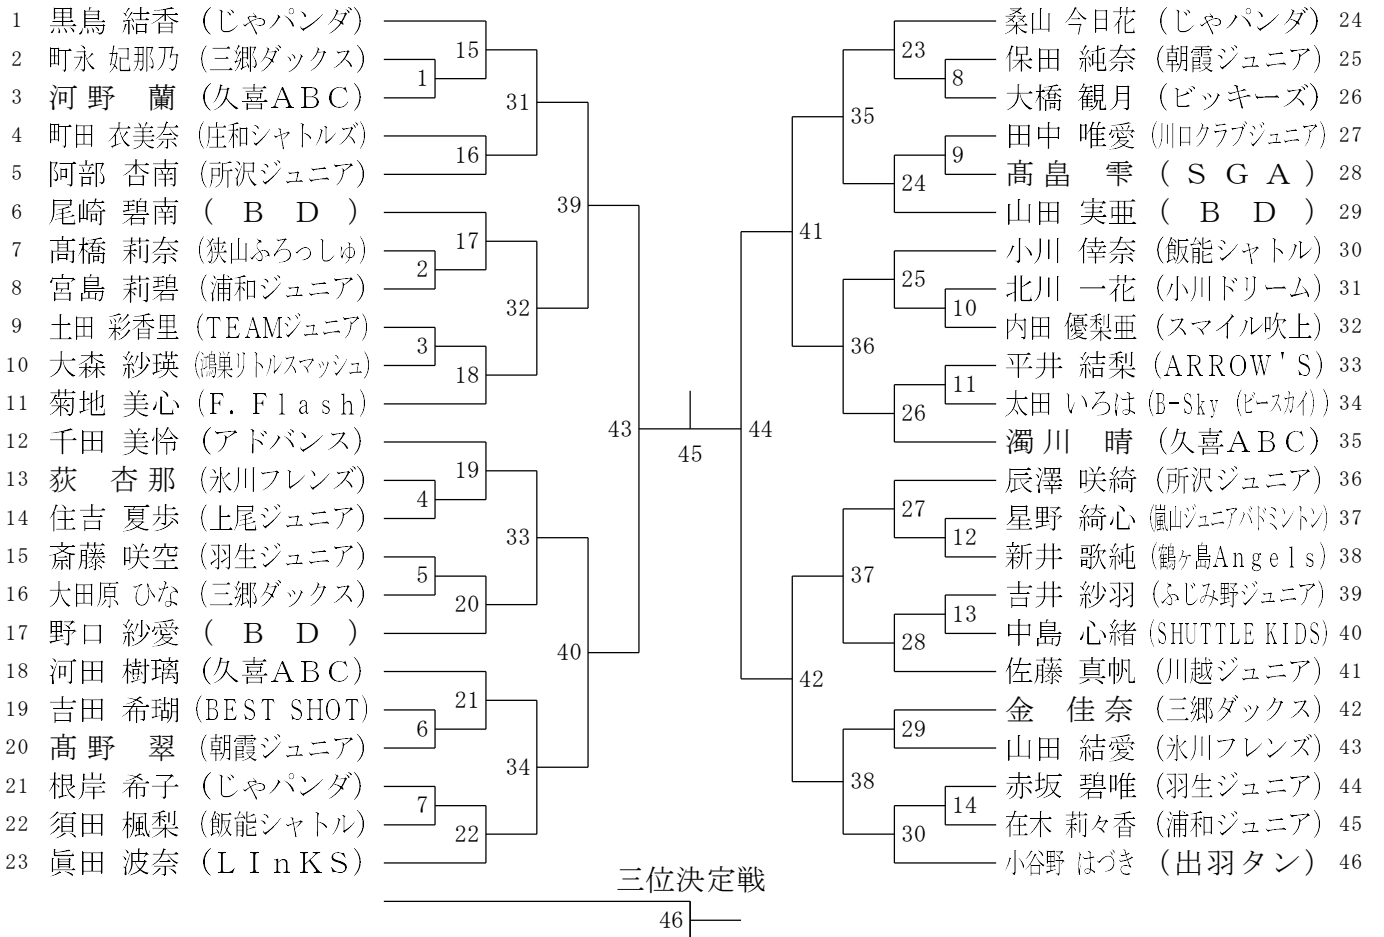 1 黒鳥 結香 (じゃパンダ)
2 町永 妃那乃 (三郷ダックス)
3 河野 蘭 (久喜ABC)
4 町田 衣美奈 (庄和シャトルズ)
5 阿部 杏南 (所沢ジュニア)
6 尾崎 碧南 (BD)
7 髙橋 莉奈 (狭山ふろっしゅ)
8 宮島 莉碧 (浦和ジュニア)
9 土田 彩香里 (TEAMジュニア)
10 大森 紗瑛 (鴻巣リトルスマッシュ)
11 菊地 美心 (F.Flash)
12 千田 美怜 (アドバンス)
13 荻 杏那 (氷川フレンズ)
14 住吉 夏歩 (上尾ジュニア)
15 斎藤 咲空 (羽生ジュニア)
16 大田原 ひな (三郷ダックス)
17 野口 紗愛 (BD)
18 河田 樹璃 (久喜ABC)
19 吉田 希瑚 (BEST SHOT)
20 髙野 翠 (朝霞ジュニア)
21 根岸 希子 (じゃパンダ)
22 須田 楓梨 (飯能シャトル)
23 眞田 波奈 (LInKS)
15
1
31
16
39
17
2
32
3
18
43
19
4
33
5
20
40
21
6
34
7
22
45
44
23
8
35
9
24
41
25
10
36
11
26
27
12
37
13
28
42
29
38
14
30
桑山 今日花 (じゃパンダ) 24
保田 純奈 (朝霞ジュニア) 25
大橋 観月 (ビッキーズ) 26
田中 唯愛 (川口クラブジュニア) 27
髙畠 雫 (SGA) 28
山田 実亜 (BD) 29
小川 倖奈 (飯能シャトル) 30
北川 一花 (小川ドリーム) 31
内田 優梨亜 (スマイル吹上) 32
平井 結梨 (ARROW'S) 33
太田 いろは (B-Sky (ビースカイ)) 34
濁川 晴 (久喜ABC) 35
辰澤 咲綺 (所沢ジュニア) 36
星野 綺心 (嵐山ジュニアバドミントン) 37
新井 歌純 (鶴ヶ島Angels) 38
吉井 紗羽 (ふじみ野ジュニア) 39
中島 心緒 (SHUTTLE KIDS) 40
佐藤 真帆 (川越ジュニア) 41
金 佳奈 (三郷ダックス) 42
山田 結愛 (氷川フレンズ) 43
赤坂 碧唯 (羽生ジュニア) 44
在木 莉々香 (浦和ジュニア) 45
小谷野 はづき (出羽タン) 46
三位決定戦
46